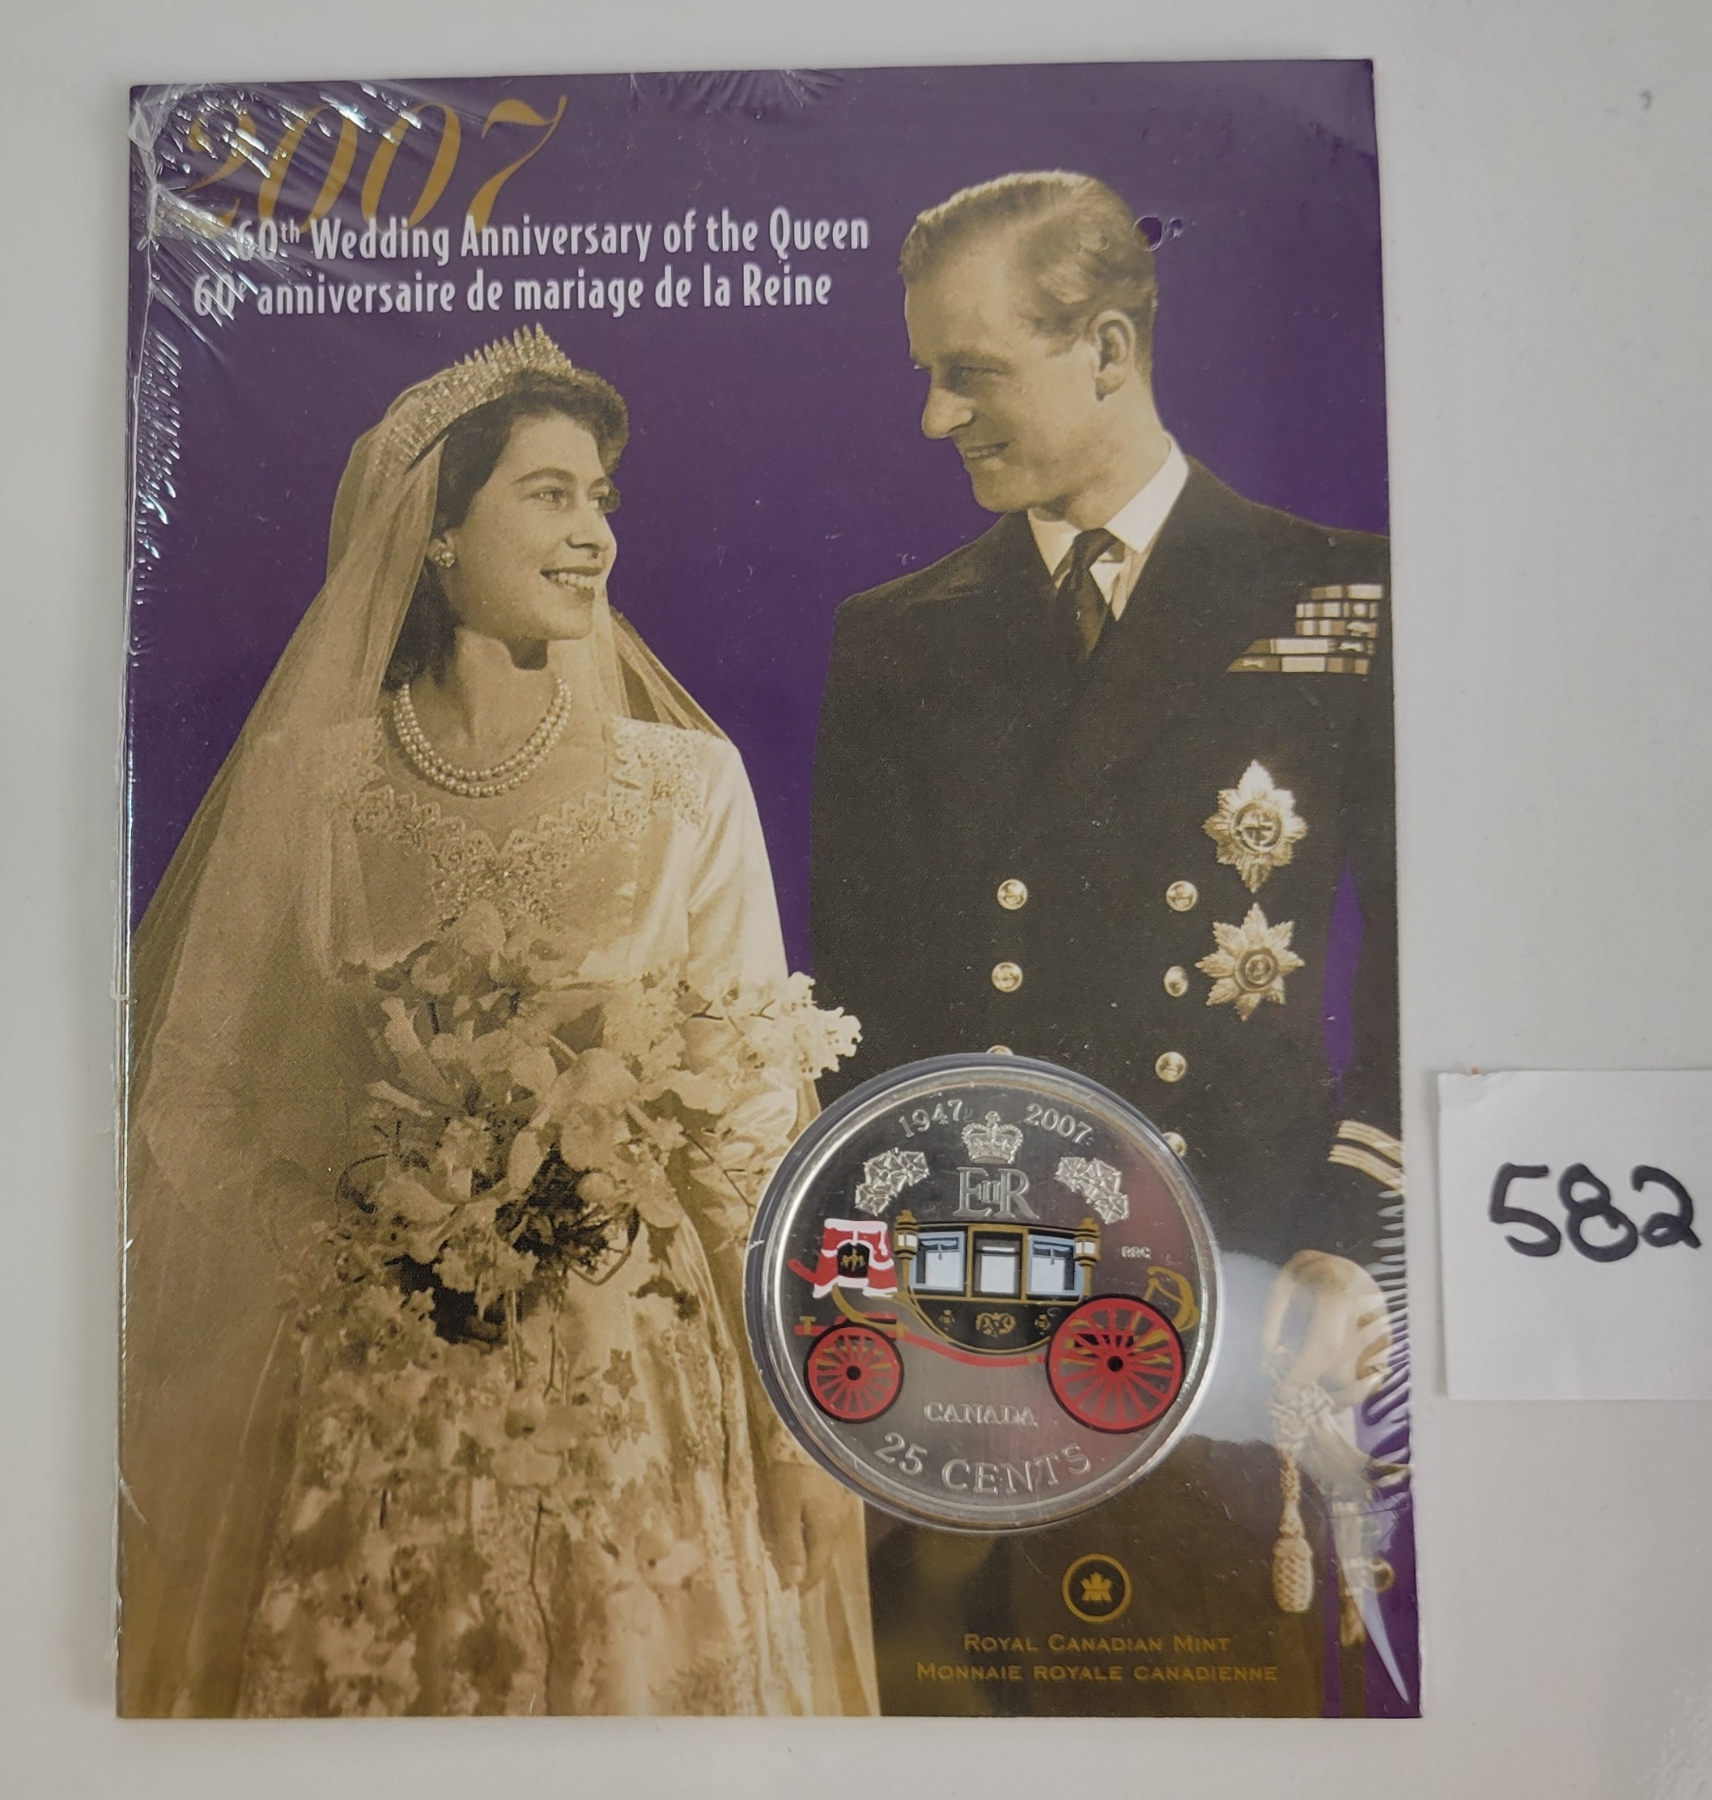 2007
60th Wedding Anniversary of the Queen
60e anniversaire de mariage de la Reine
1947 2007
EIIR
CANADA
25 CENTS
ROYAL CANADIAN MINT
MONNAIE ROYALE CANADIENNE
582